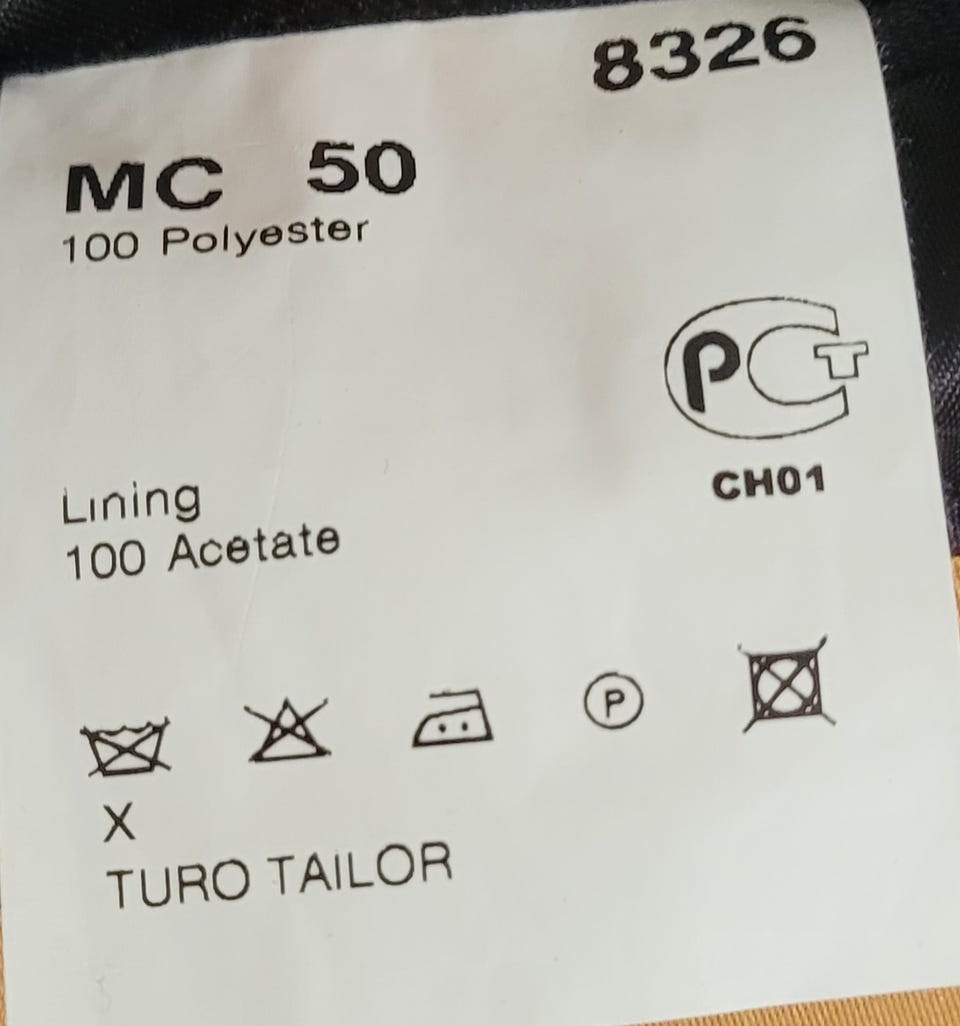 8326
MC 50
100 Polyester
PCT
CH01
Lining
100 Acetate
P
X
TURO TAILOR